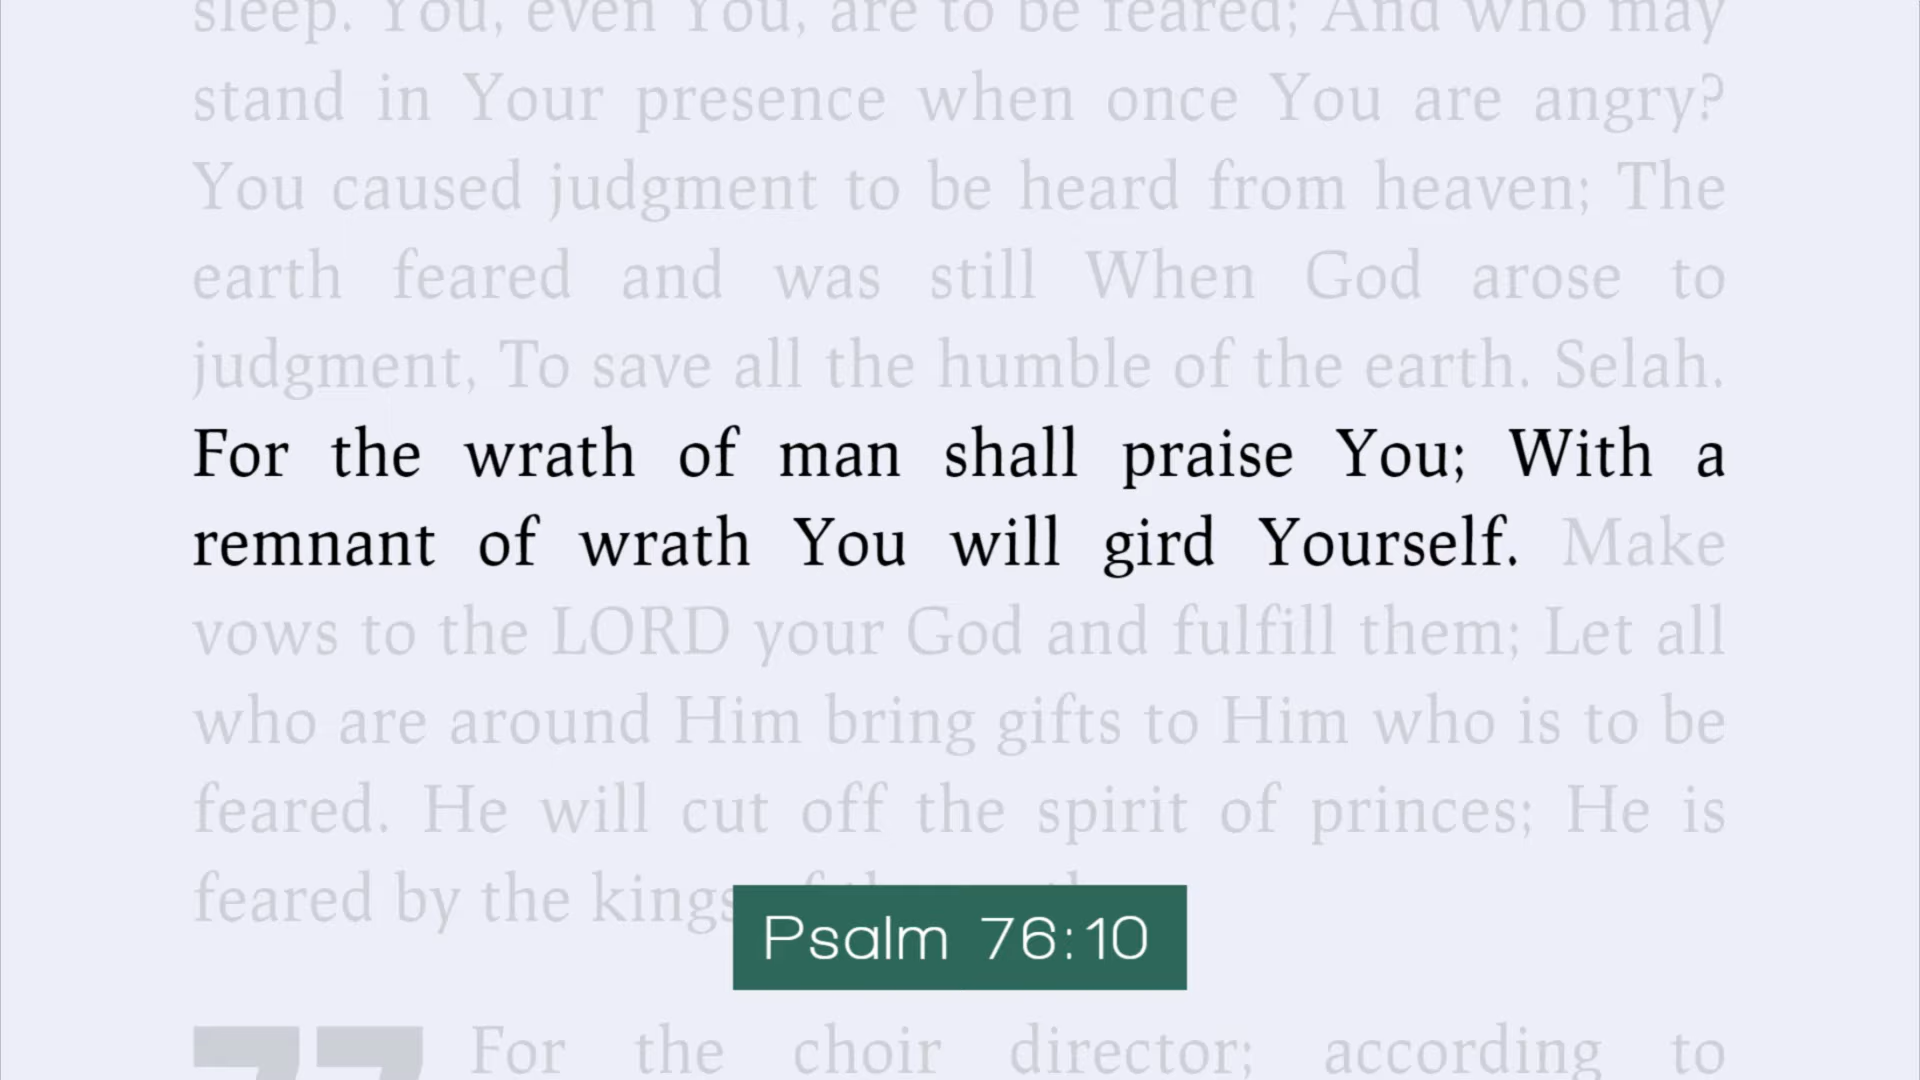 sleep. You, even You, are to be feared; And who may
stand in Your presence when once You are angry?
You caused judgment to be heard from heaven; The
earth feared and was still When God arose to
judgment, To save all the humble of the earth. Selah.
For the wrath of man shall praise You; With a
remnant of wrath You will gird Yourself. Make
vows to the LORD your God and fulfill them; Let all
who are around Him bring gifts to Him who is to be
feared. He will cut off the spirit of princes; He is
feared by the kings
Psalm 76:10
77 For the choir director; according to